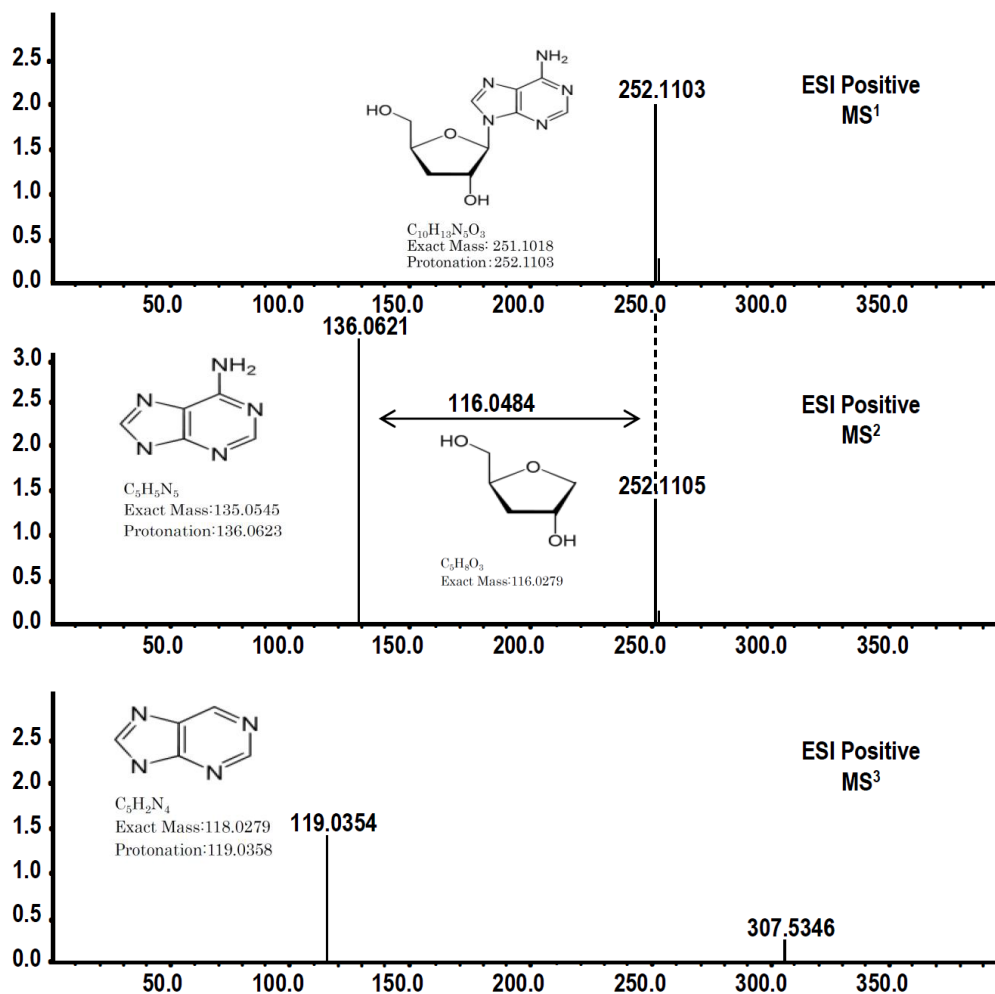 2.5
2.0
1.5
1.0
0.5
0.0
NH₂
N
N
N
N
HO
O
OH
C₁₀H₁₃N₅O₃
Exact Mass: 251.1018
Protonation:252.1103
252.1103
ESI Positive
MS¹
50.0 100.0 150.0 200.0 250.0 300.0 350.0
136.0621
3.0
2.5
2.0
1.5
1.0
0.5
0.0
NH₂
N
N
N
N
C₅H₅N₅
Exact Mass:135.0545
Protonation:136.0623
116.0484
HO
O
OH
C₅H₈O₃
Exact Mass:116.0279
252.1105
ESI Positive
MS²
50.0 100.0 150.0 200.0 250.0 300.0 350.0
2.5
2.0
1.5
1.0
0.5
0.0
N
N
N
N
C₅H₂N₄
Exact Mass:118.0279
Protonation:119.0358
119.0354
307.5346
ESI Positive
MS³
50.0 100.0 150.0 200.0 250.0 300.0 350.0